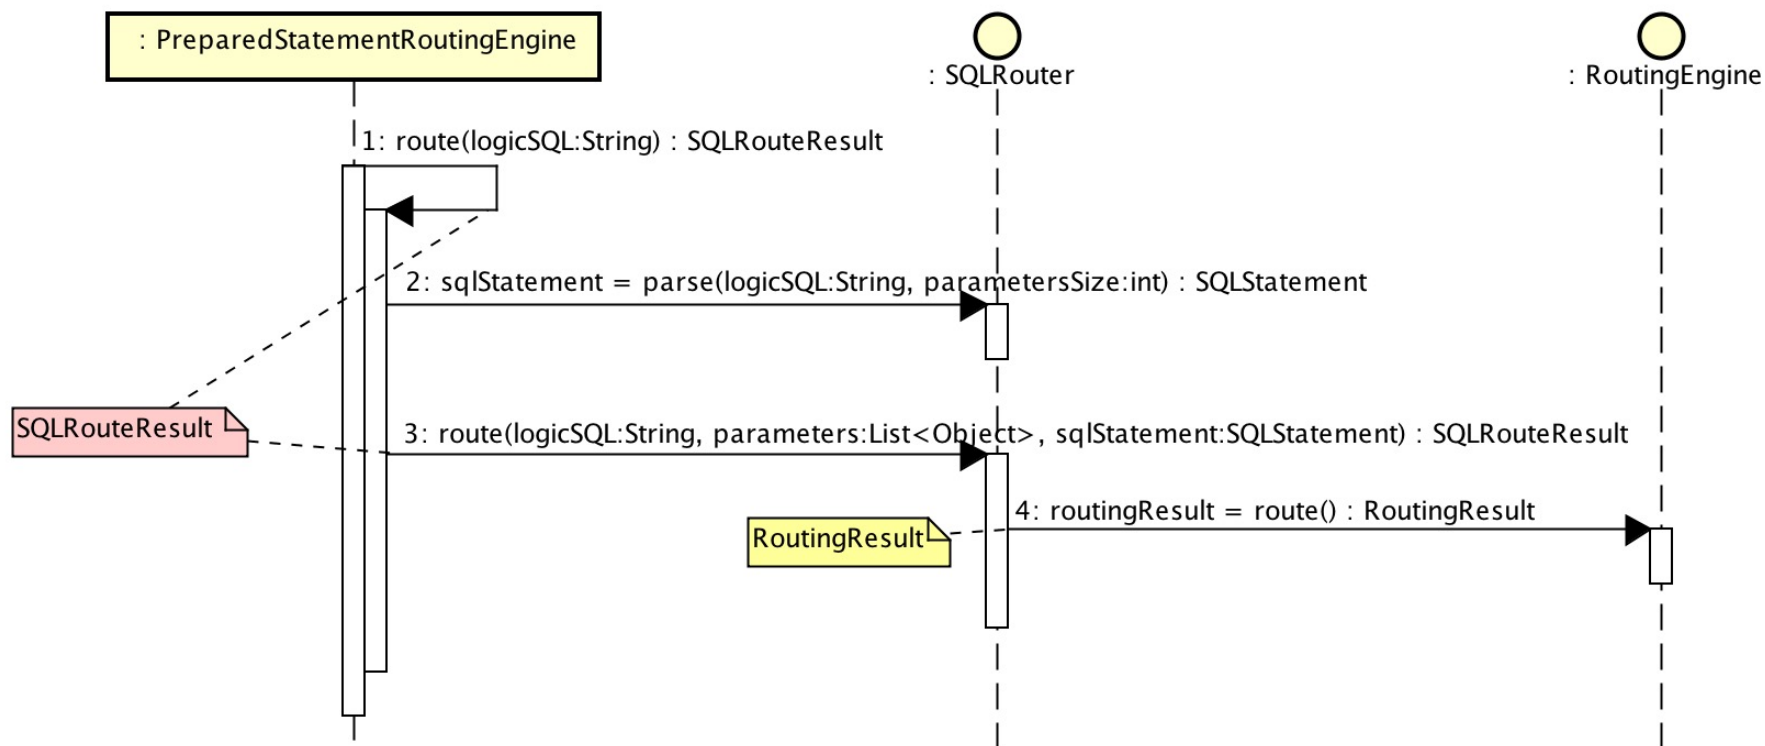 : PreparedStatementRoutingEngine
: SQLRouter
: RoutingEngine
1: route(logicSQL:String) : SQLRouteResult
2: sqlStatement = parse(logicSQL:String, parametersSize:int) : SQLStatement
SQLRouteResult
3: route(logicSQL:String, parameters:List<Object>, sqlStatement:SQLStatement) : SQLRouteResult
4: routingResult = route() : RoutingResult
RoutingResult